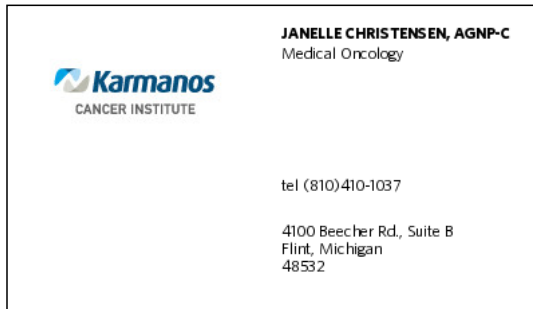 JANELLE CHRISTENSEN, AGNP-C
Medical Oncology
Karmanos
CANCER INSTITUTE
tel (810)410-1037
4100 Beecher Rd., Suite B
Flint, Michigan
48532